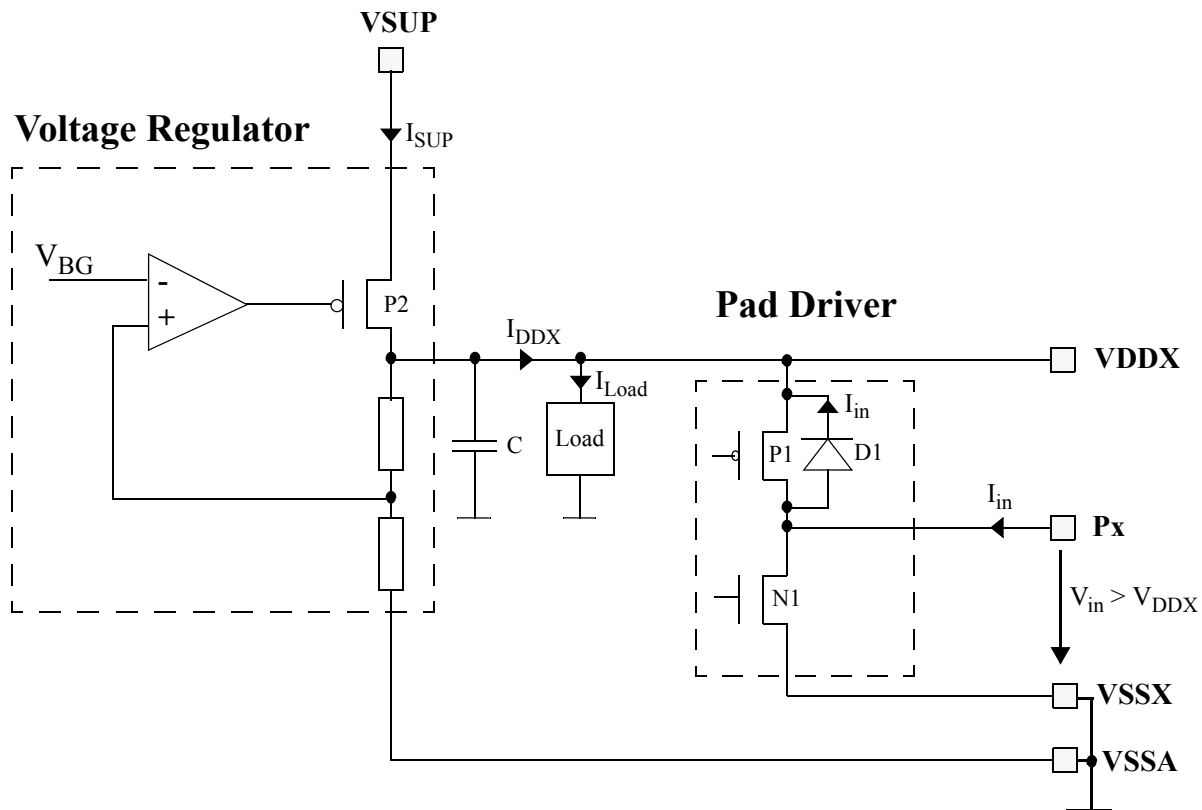 VSUP
Voltage Regulator
I_SUP
V_BG
-
+
P2
Pad Driver
I_DDX
VDDX
I_Load
I_in
Load
C
P1
D1
I_in
Px
N1
V_in > V_DDX
VSSX
VSSA